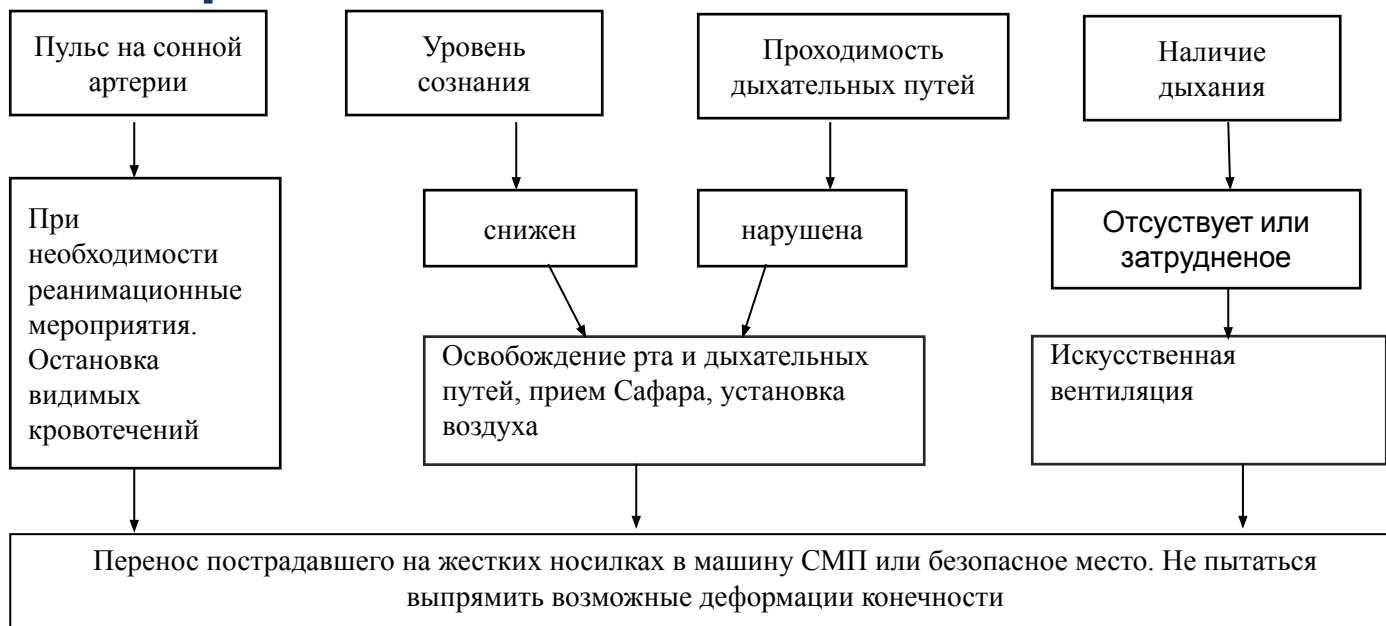 Пульс на сонной
артерии
Уровень
сознания
Проходимость
дыхательных путей
Наличие
дыхания
При
необходимости
реанимационные
мероприятия.
Остановка
видимых
кровотечений
снижен
нарушена
Отсуствует или
затрудненое
Освобождение рта и дыхательных
путей, прием Сафара, установка
воздуха
Искусственная
вентиляция
Перенос пострадавшего на жестких носилках в машину СМП или безопасное место. Не пытаться
выпрямить возможные деформации конечности